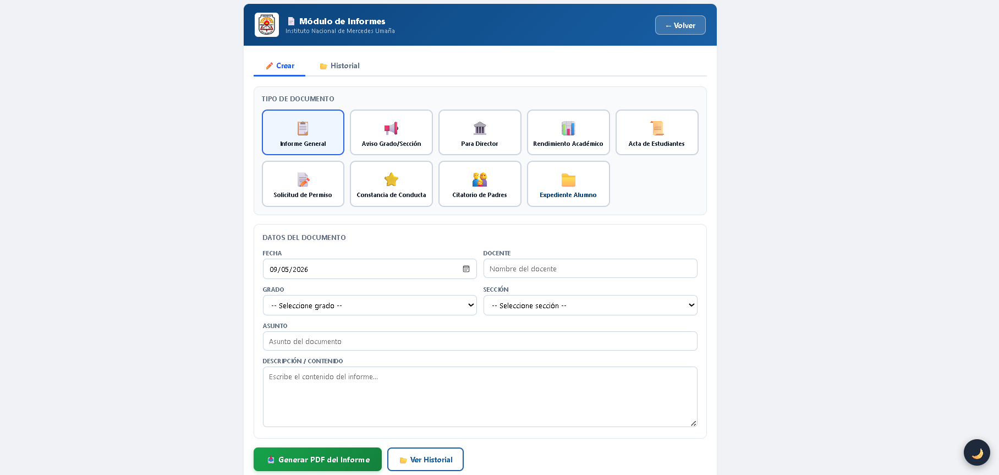 Módulo de Informes
Instituto Nacional de Mercedes Umaña
← Volver
Crear
Historial
TIPO DE DOCUMENTO
Informe General
Aviso Grado/Sección
Para Director
Rendimiento Académico
Acta de Estudiantes
Solicitud de Permiso
Constancia de Conducta
Citatorio de Padres
Expediente Alumno
DATOS DEL DOCUMENTO
FECHA
DOCENTE
09/05/2026
Nombre del docente
GRADO
SECCIÓN
-- Seleccione grado --
-- Seleccione sección --
ASUNTO
Asunto del documento
DESCRIPCIÓN / CONTENIDO
Escribe el contenido del informe...
Generar PDF del Informe
Ver Historial